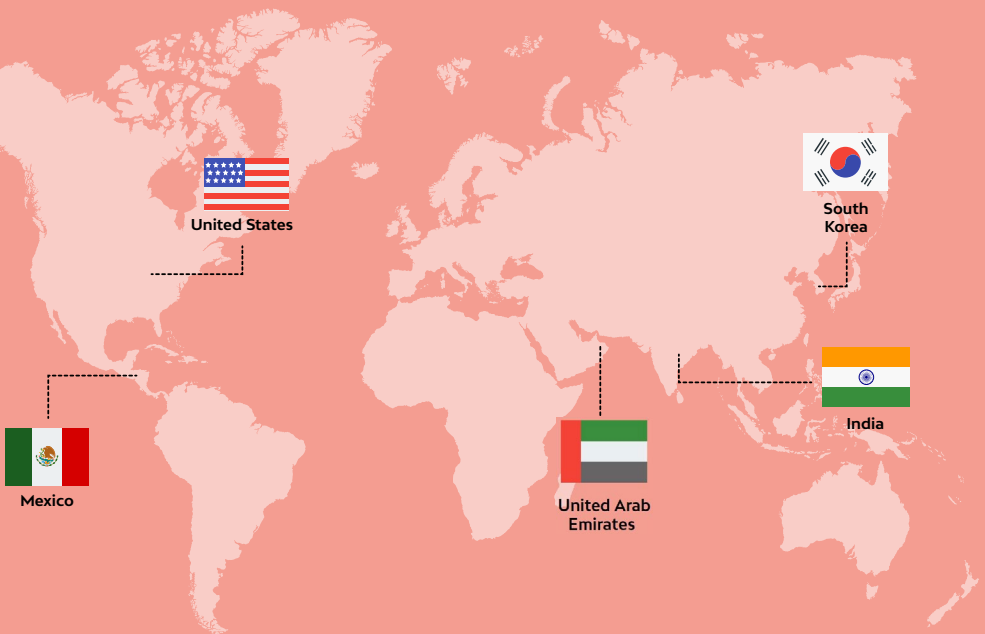 United States
South
Korea
India
Mexico
United Arab
Emirates